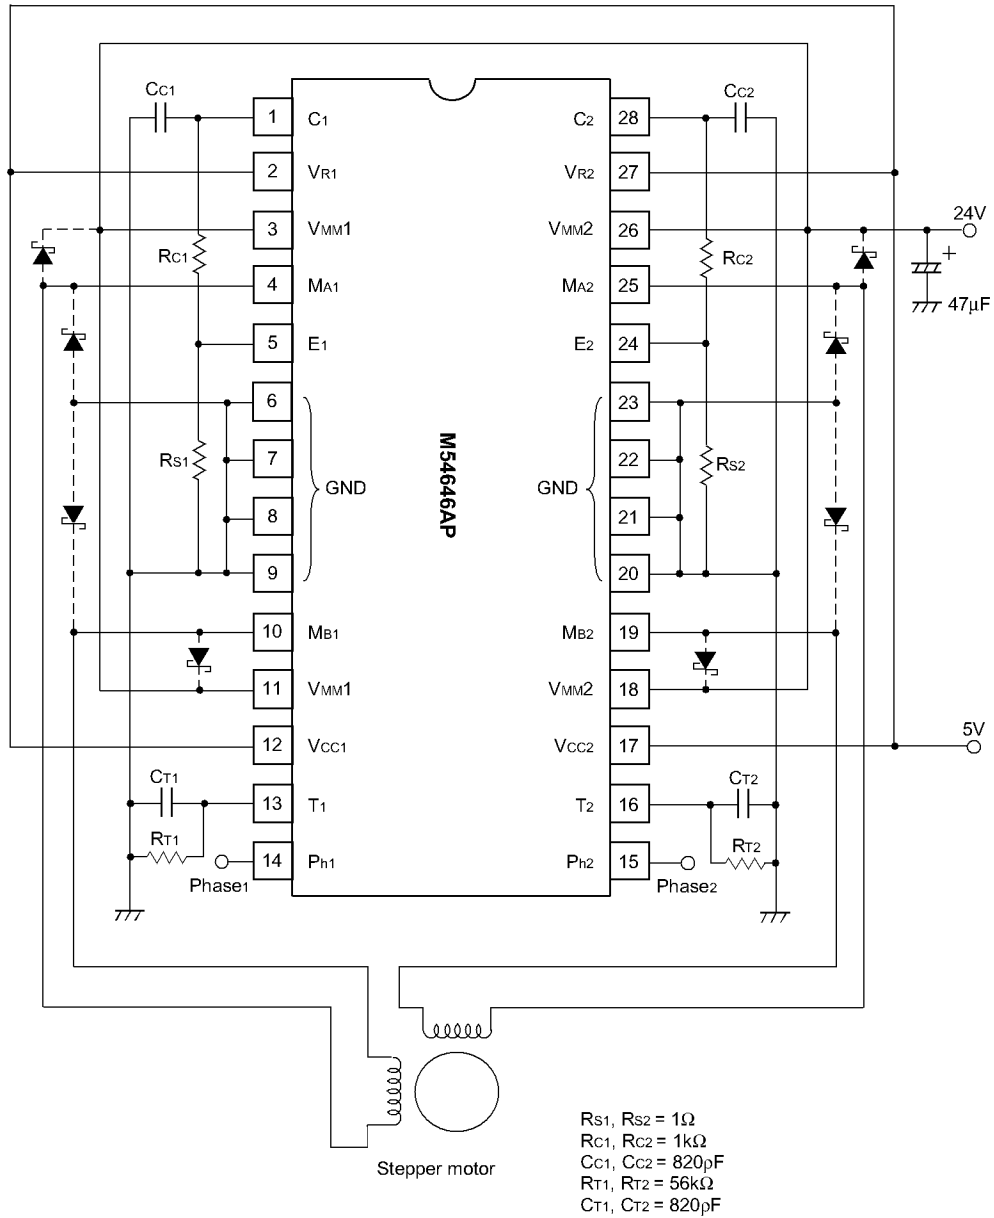 CC1
CC2
1 C1 C2 28
2 VR1 VR2 27
3 VMM1 VMM2 26
24V
RC1 RC2
+
4 MA1 MA2 25
47µF
5 E1 E2 24
6 23
7 22
RS1 RS2
GND GND
M54646AP
8 21
9 20
10 MB1 MB2 19
11 VMM1 VMM2 18
5V
12 VCC1 VCC2 17
CT1 CT2
13 T1 T2 16
RT1 RT2
14 Ph1 Ph2 15
Phase1 Phase2
Stepper motor
RS1, RS2 = 1Ω
RC1, RC2 = 1kΩ
CC1, CC2 = 820pF
RT1, RT2 = 56kΩ
CT1, CT2 = 820pF